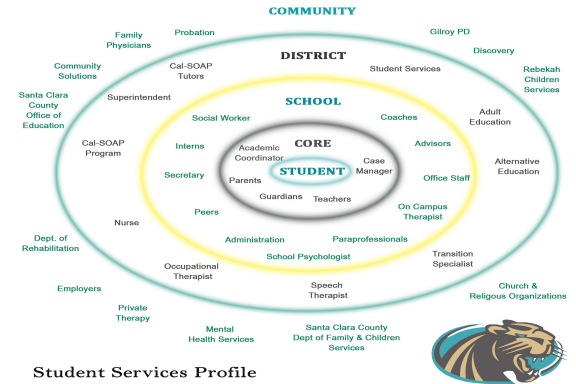 COMMUNITY
Family
Physicians
Probation
Gilroy PD
Discovery
Community
Solutions
Rebekah
Children
Services
Santa Clara
County
Office of
Education
DISTRICT
Cal-SOAP
Tutors
Student Services
Superintendent
Adult
Education
Cal-SOAP
Program
Alternative
Education
Nurse
Transition
Specialist
Occupational
Therapist
Speech
Therapist
SCHOOL
Social Worker
Coaches
Interns
Advisors
Secretary
Office Staff
Peers
On Campus
Therapist
Administration
Paraprofessionals
School Psychologist
CORE
Academic
Coordinator
Case
Manager
STUDENT
Parents
Guardians
Teachers
Dept. of
Rehabilitation
Employers
Church &
Religous Organizations
Private
Therapy
Mental
Health Services
Santa Clara County
Dept of Family & Children
Services
Student Services Profile